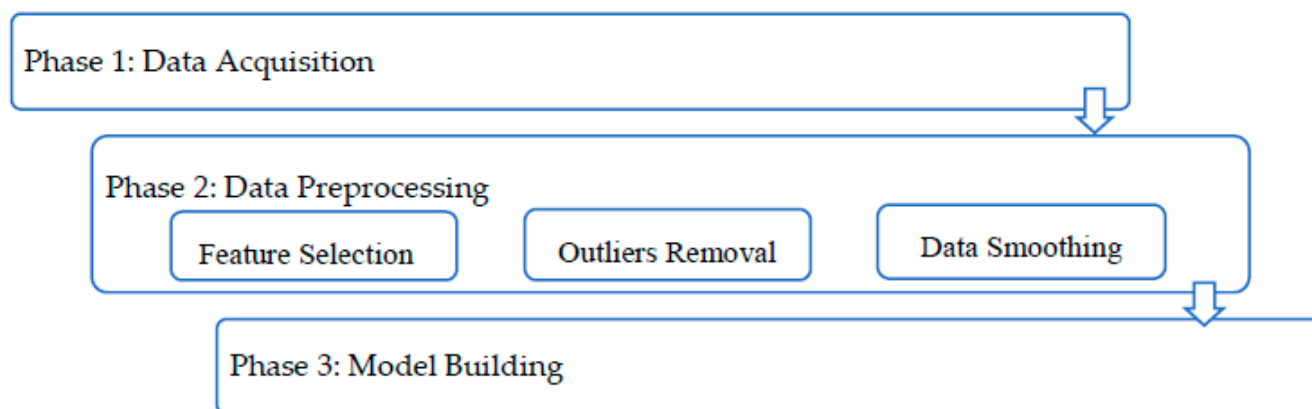 Phase 1: Data Acquisition
Phase 2: Data Preprocessing
Feature Selection
Outliers Removal
Data Smoothing
Phase 3: Model Building